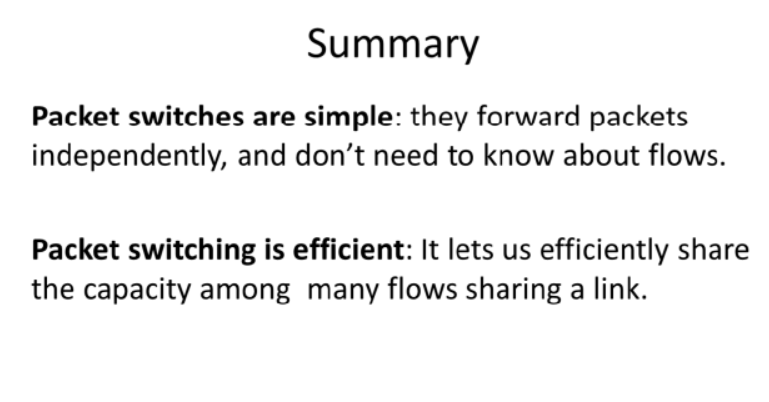 Summary
Packet switches are simple: they forward packets
independently, and don’t need to know about flows.
Packet switching is efficient: It lets us efficiently share
the capacity among  many flows sharing a link.